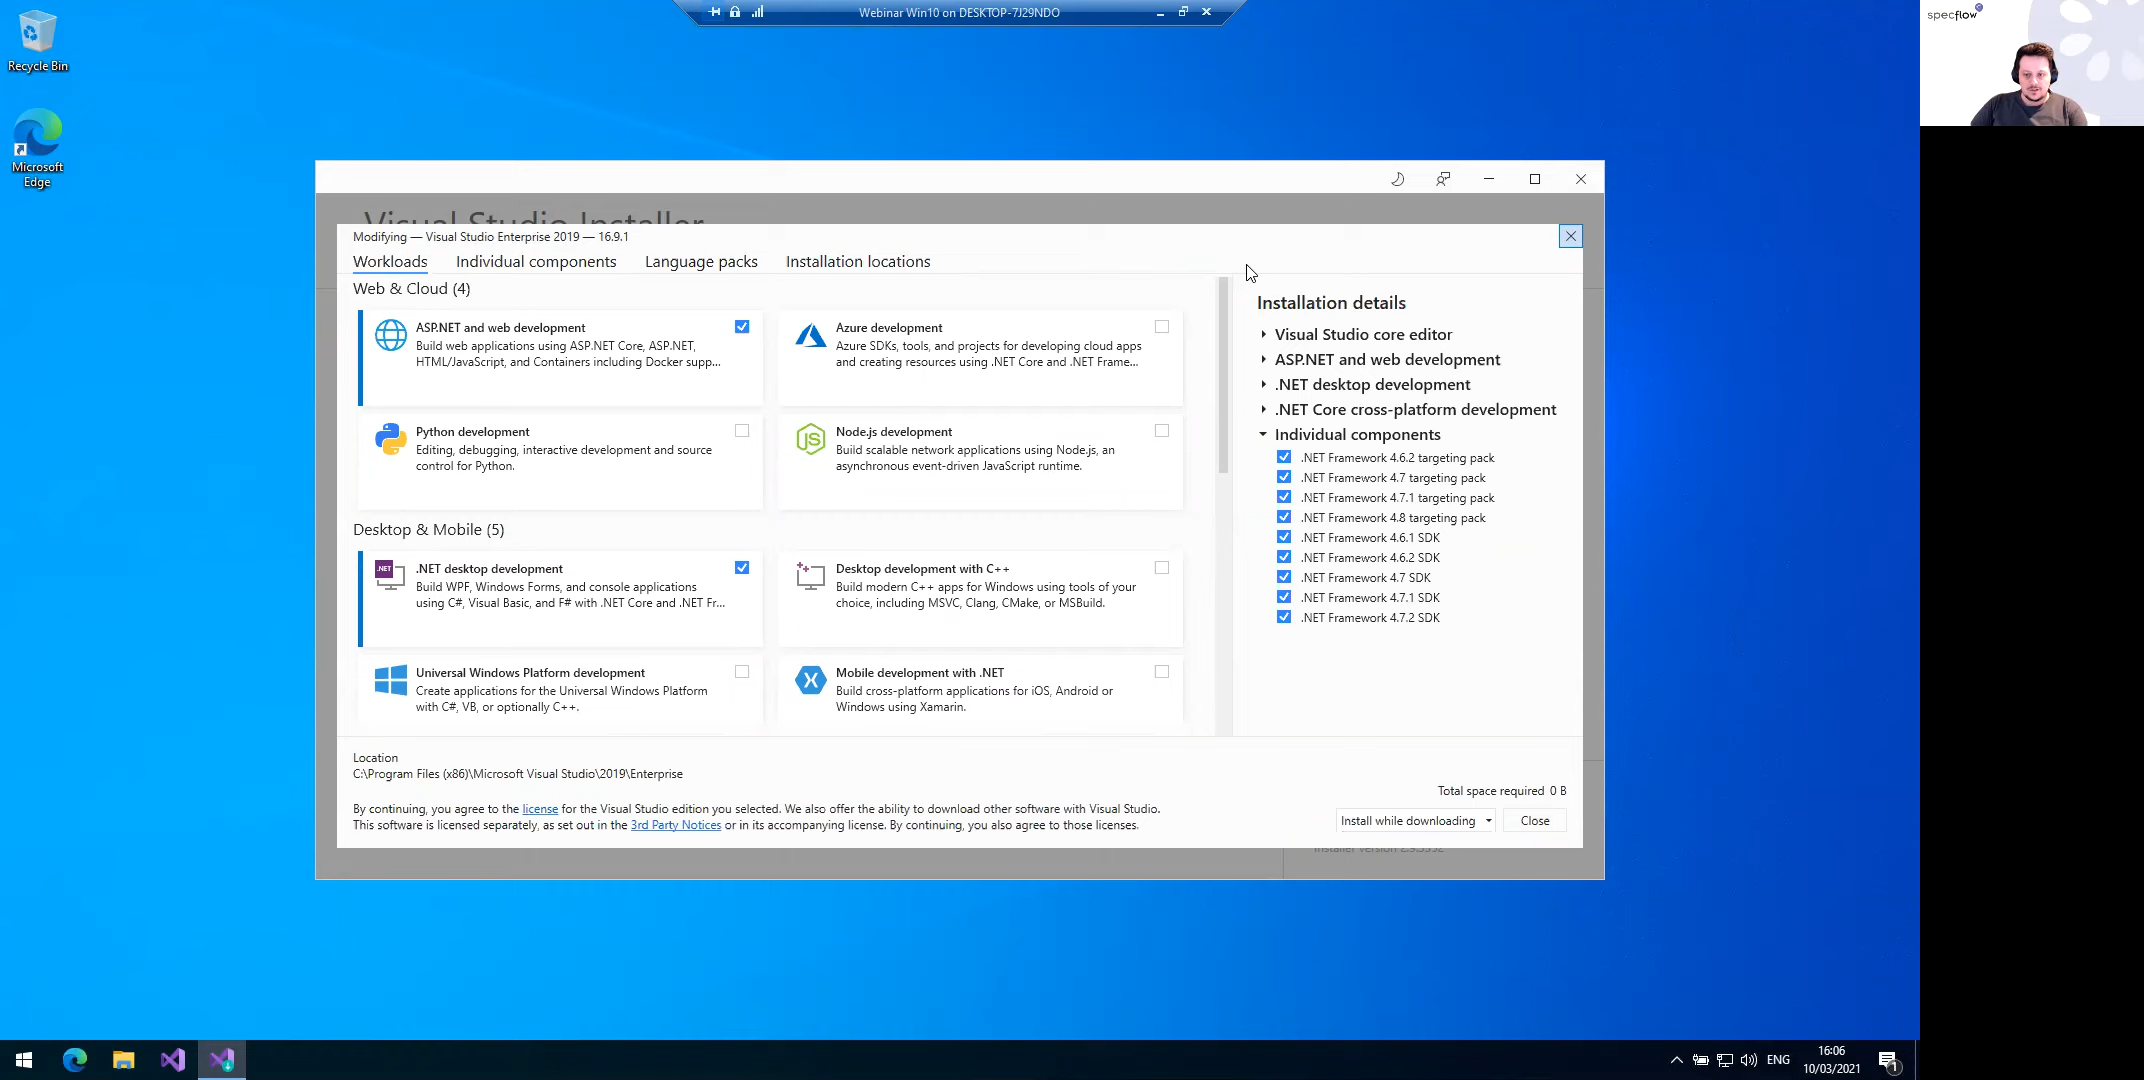 Recycle Bin
Microsoft
Edge
Webinar Win10 on DESKTOP-7J29NDO
specflow
Visual Studio Installer
Modifying — Visual Studio Enterprise 2019 — 16.9.1
Workloads
Individual components
Language packs
Installation locations
Web & Cloud (4)
ASP.NET and web development
Build web applications using ASP.NET Core, ASP.NET,
HTML/JavaScript, and Containers including Docker supp...
Azure development
Azure SDKs, tools, and projects for developing cloud apps
and creating resources using .NET Core and .NET Frame...
Python development
Editing, debugging, interactive development and source
control for Python.
Node.js development
Build scalable network applications using Node.js, an
asynchronous event-driven JavaScript runtime.
Desktop & Mobile (5)
.NET
.NET desktop development
Build WPF, Windows Forms, and console applications
using C#, Visual Basic, and F# with .NET Core and .NET Fr...
Desktop development with C++
Build modern C++ apps for Windows using tools of your
choice, including MSVC, Clang, CMake, or MSBuild.
Universal Windows Platform development
Create applications for the Universal Windows Platform
with C#, VB, or optionally C++.
Mobile development with .NET
Build cross-platform applications for iOS, Android or
Windows using Xamarin.
Installation details
Visual Studio core editor
ASP.NET and web development
.NET desktop development
.NET Core cross-platform development
Individual components
.NET Framework 4.6.2 targeting pack
.NET Framework 4.7 targeting pack
.NET Framework 4.7.1 targeting pack
.NET Framework 4.8 targeting pack
.NET Framework 4.6.1 SDK
.NET Framework 4.6.2 SDK
.NET Framework 4.7 SDK
.NET Framework 4.7.1 SDK
.NET Framework 4.7.2 SDK
Location
C:\Program Files (x86)\Microsoft Visual Studio\2019\Enterprise
By continuing, you agree to the license for the Visual Studio edition you selected. We also offer the ability to download other software with Visual Studio.
This software is licensed separately, as set out in the 3rd Party Notices or in its accompanying license. By continuing, you also agree to those licenses.
Total space required 0 B
Install while downloading
Close
ENG
16:06
10/03/2021
1